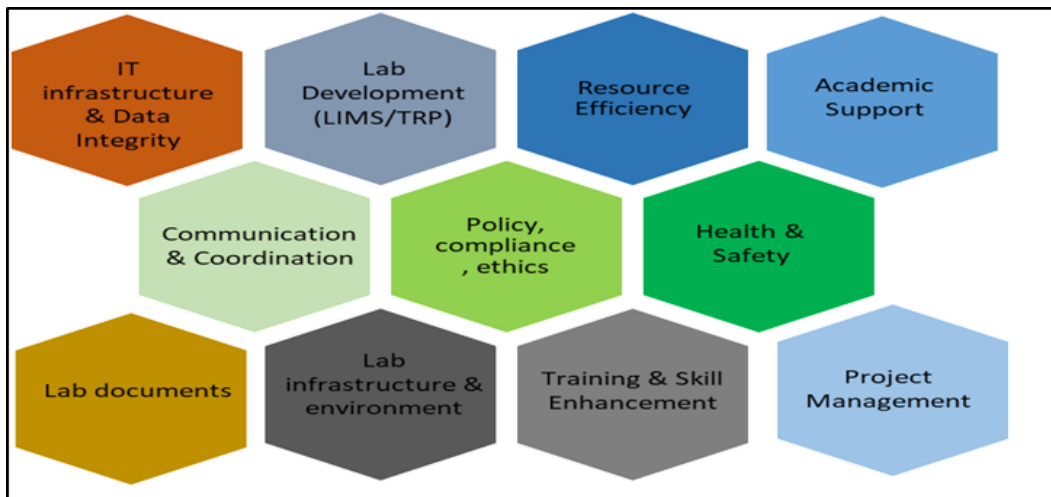 IT
infrastructure
& Data
Integrity
Lab
Development
(LIMS/TRP)
Resource
Efficiency
Academic
Support
Communication
& Coordination
Policy,
compliance
, ethics
Health &
Safety
Lab documents
Lab
infrastructure &
environment
Training & Skill
Enhancement
Project
Management